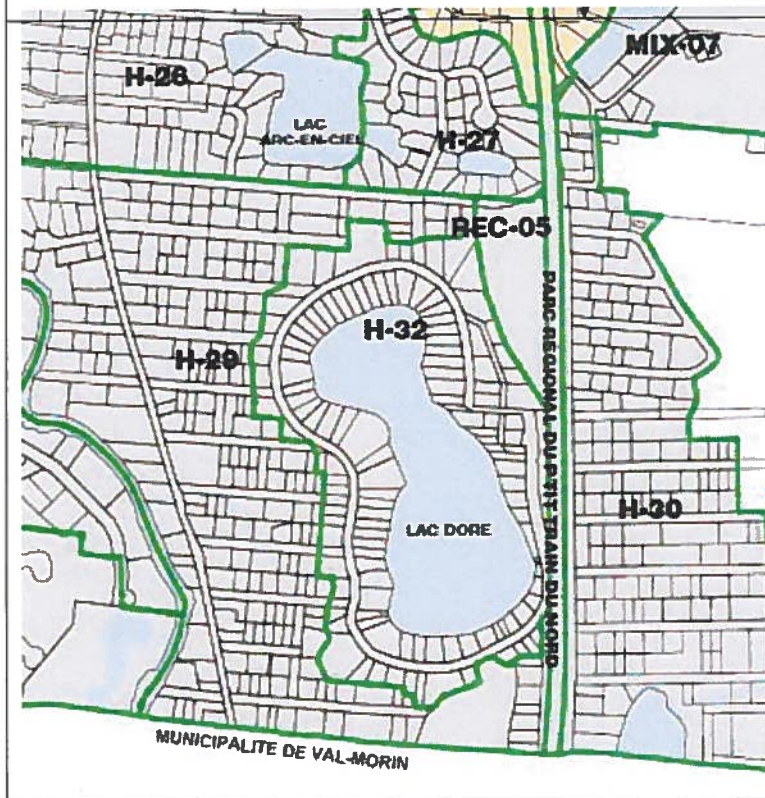 MIX-07
H-26
LAC
ARC-EN-CIEL
H-27
REC-05
PARC REGIONAL DU P'TIT TRAIN DU NORD
H-32
H-29
H-30
LAC DORE
MUNICIPALITE DE VAL-MORIN